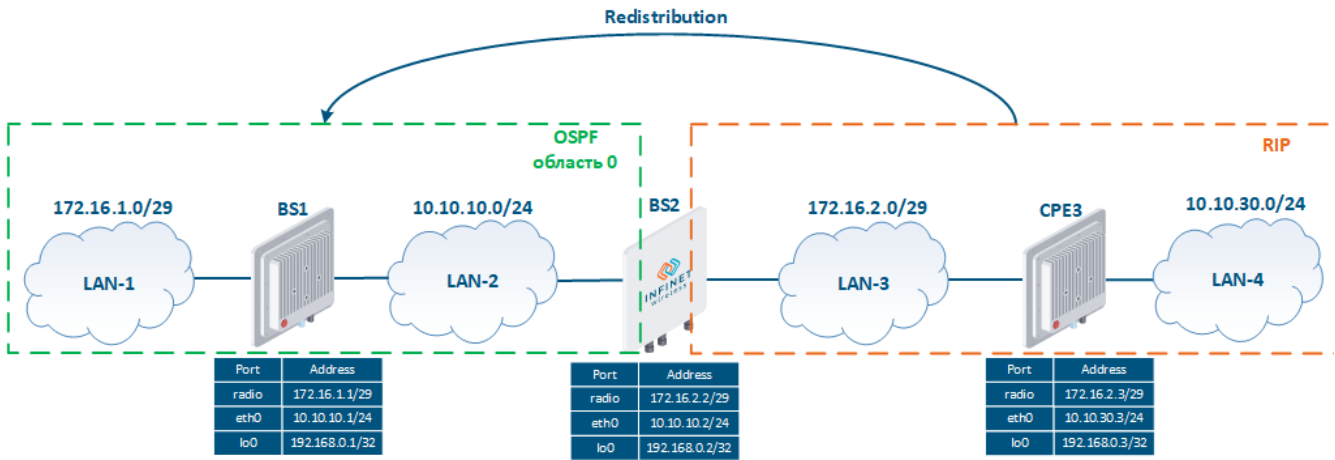 Redistribution
OSPF
область 0
RIP
172.16.1.0/29
BS1
10.10.10.0/24
BS2
172.16.2.0/29
CPE3
10.10.30.0/24
LAN-1
LAN-2
INFINET
wireless
LAN-3
LAN-4
Port Address
radio 172.16.1.1/29
eth0 10.10.10.1/24
lo0 192.168.0.1/32
Port Address
radio 172.16.2.2/29
eth0 10.10.10.2/24
lo0 192.168.0.2/32
Port Address
radio 172.16.2.3/29
eth0 10.10.30.3/24
lo0 192.168.0.3/32